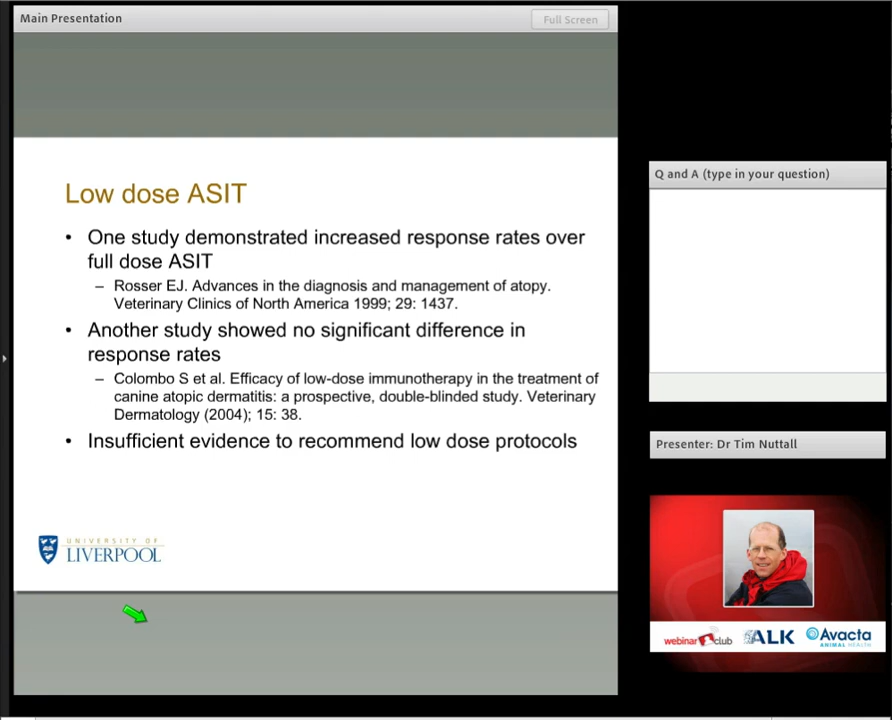 Main Presentation
Full Screen
Low dose ASIT
• One study demonstrated increased response rates over
full dose ASIT
– Rosser EJ. Advances in the diagnosis and management of atopy.
Veterinary Clinics of North America 1999; 29: 1437.
• Another study showed no significant difference in
response rates
– Colombo S et al. Efficacy of low-dose immunotherapy in the treatment of
canine atopic dermatitis: a prospective, double-blinded study. Veterinary
Dermatology (2004); 15: 38.
• Insufficient evidence to recommend low dose protocols
UNIVERSITY OF
LIVERPOOL
Q and A (type in your question)
Presenter: Dr Tim Nuttall
webinar club
ALK
Avacta
ANIMAL HEALTH